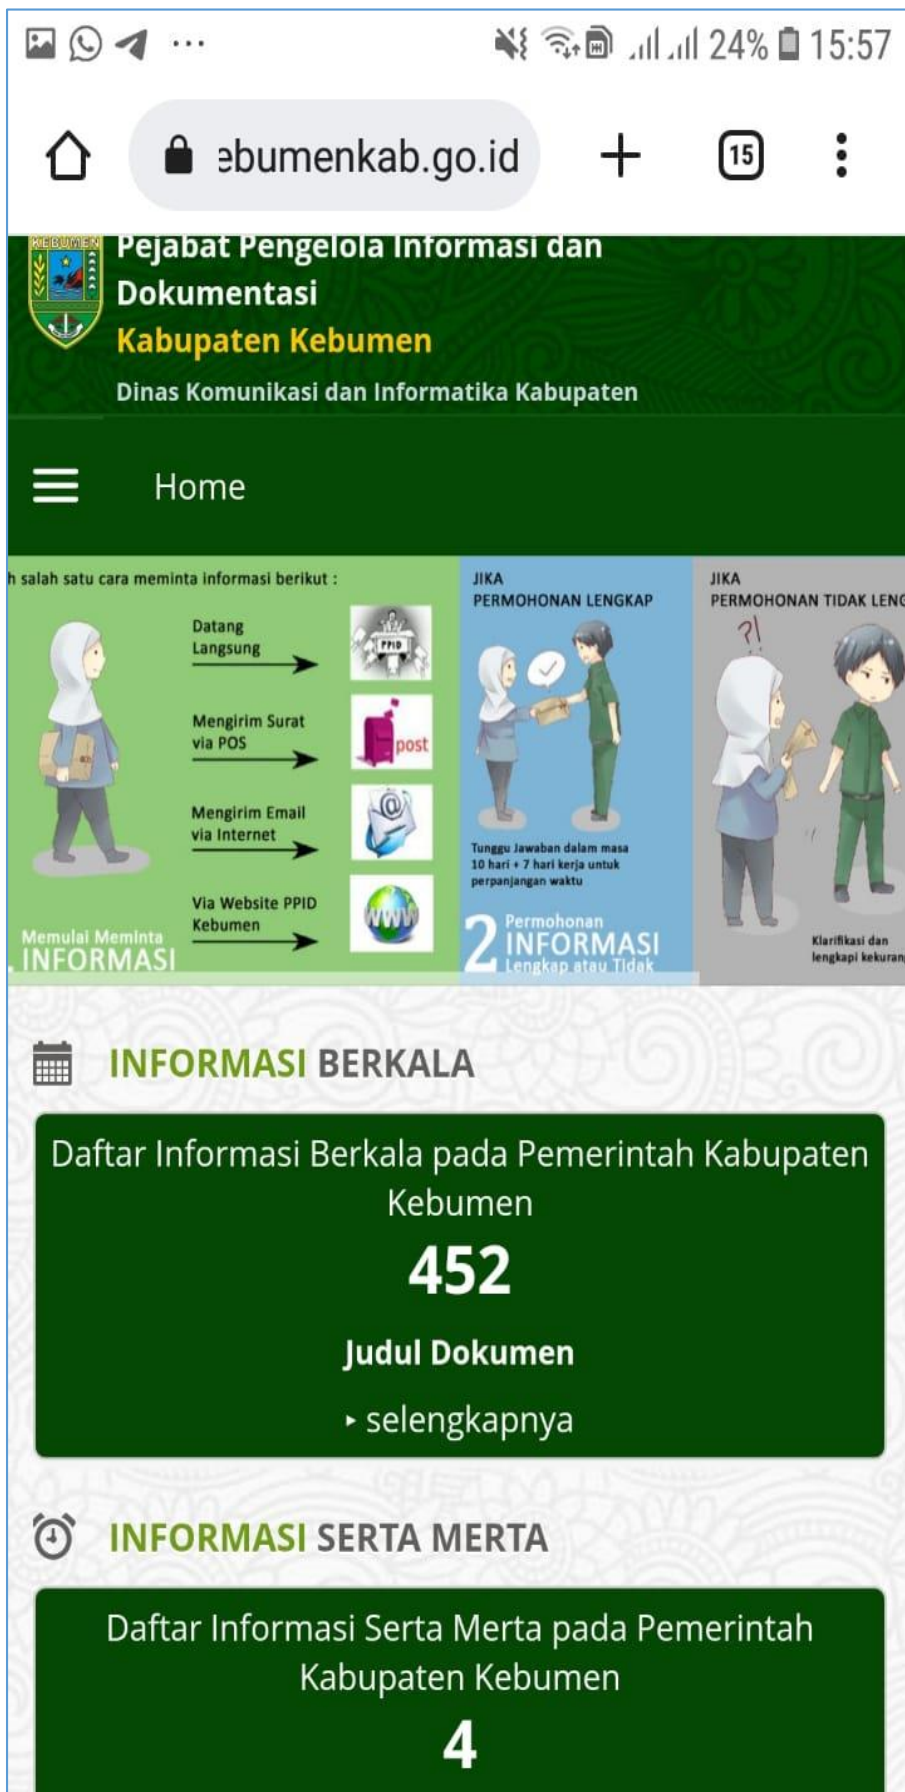 24% 15:57
ebumenkab.go.id
15
KEBUMEN
Pejabat Pengelola Informasi dan
Dokumentasi
Kabupaten Kebumen
Dinas Komunikasi dan Informatika Kabupaten
Home
h salah satu cara meminta informasi berikut :
Datang
Langsung
PPID
Mengirim Surat
via POS
post
Mengirim Email
via Internet
@
Via Website PPID
Kebumen
www
Memulai Meminta
. INFORMASI
JIKA
PERMOHONAN LENGKAP
Tunggu Jawaban dalam masa
10 hari + 7 hari kerja untuk
perpanjangan waktu
2 Permohonan
INFORMASI
Lengkap atau Tidak
JIKA
PERMOHONAN TIDAK LENG
?!
Klarifikasi dan
lengkapi kekuran
INFORMASI BERKALA
Daftar Informasi Berkala pada Pemerintah Kabupaten
Kebumen
452
Judul Dokumen
‣ selengkapnya
INFORMASI SERTA MERTA
Daftar Informasi Serta Merta pada Pemerintah
Kabupaten Kebumen
4